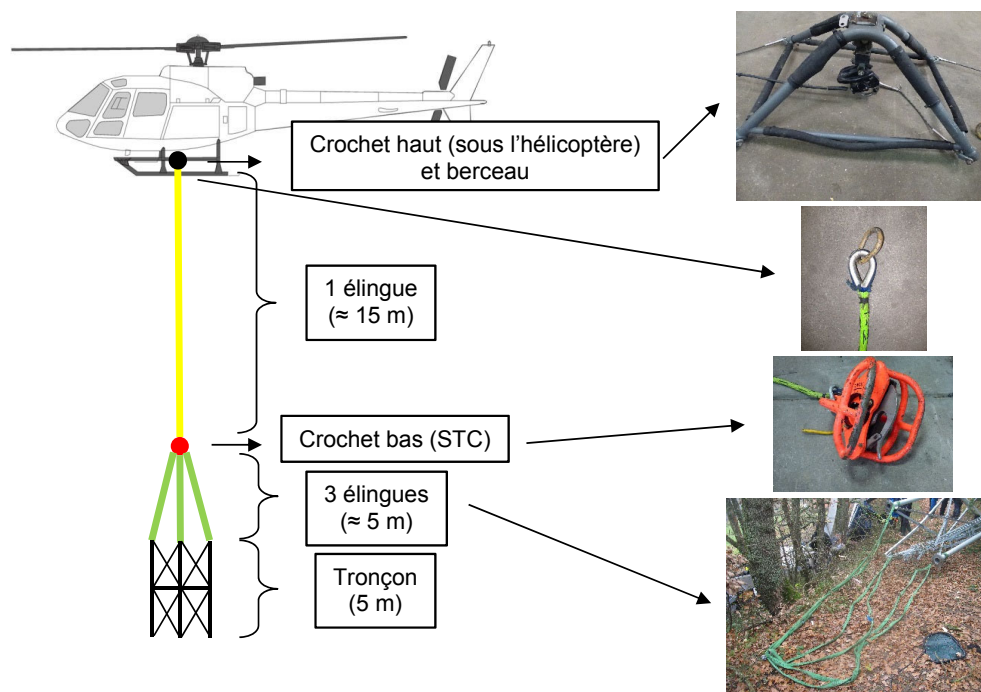 Crochet haut (sous l'hélicoptère)
et berceau
1 élingue
(≈ 15 m)
Crochet bas (STC)
3 élingues
(≈ 5 m)
Tronçon
(5 m)